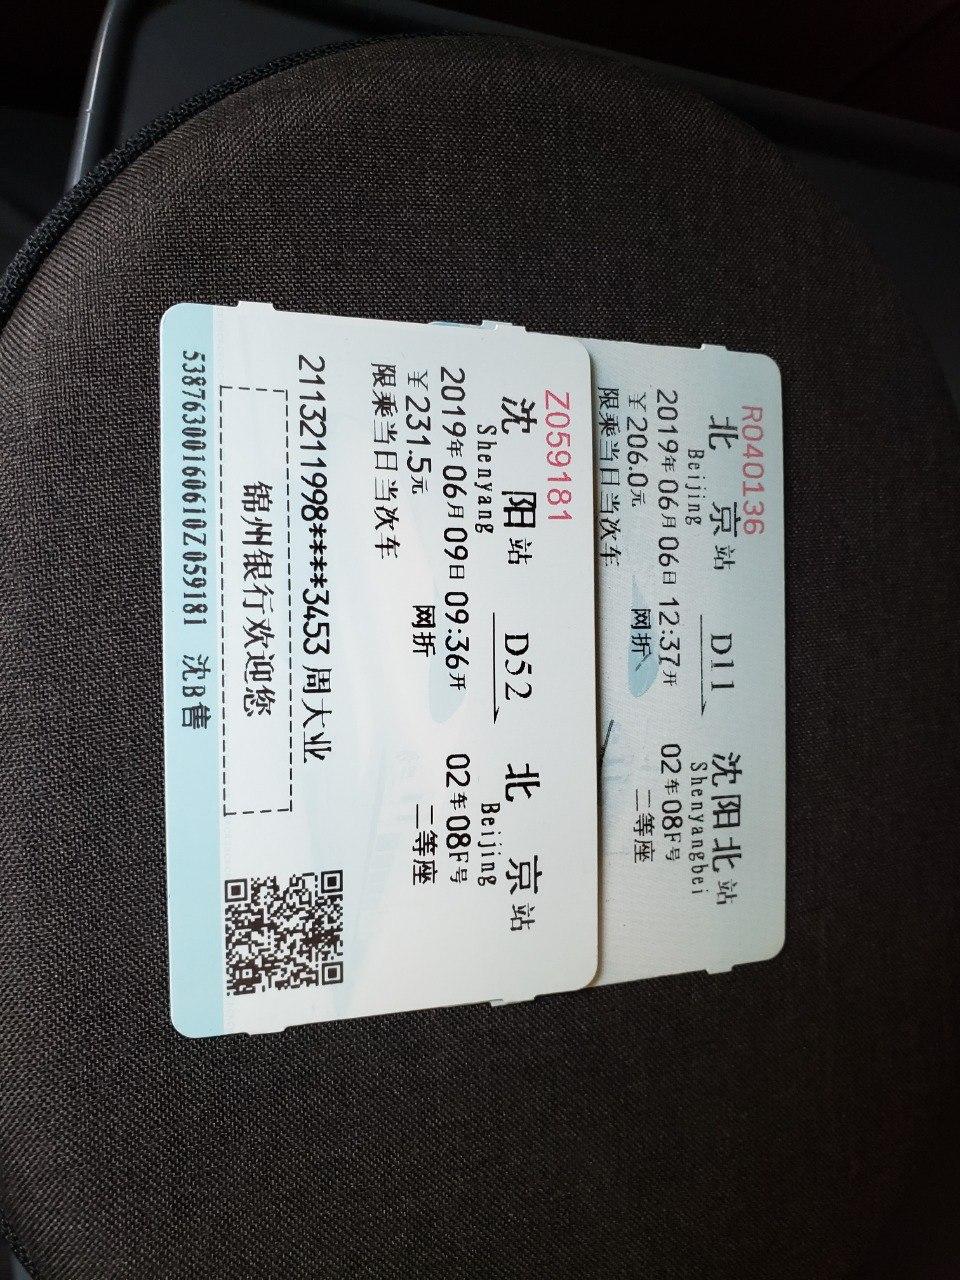 R040136
北京站 D11 沈阳北站
Beijing Shenyangbei
2019年06月06日12:37开 02车08F号
￥206.0元 网折 二等座
限乘当日当次车
Z059181
沈阳站 D52 北京站
Shenyang Beijing
2019年06月09日09:36开 02车08F号
￥231.5元 网折 二等座
限乘当日当次车
2113211998****3453 周大业
锦州银行欢迎您
53876300160610Z059181 沈B售